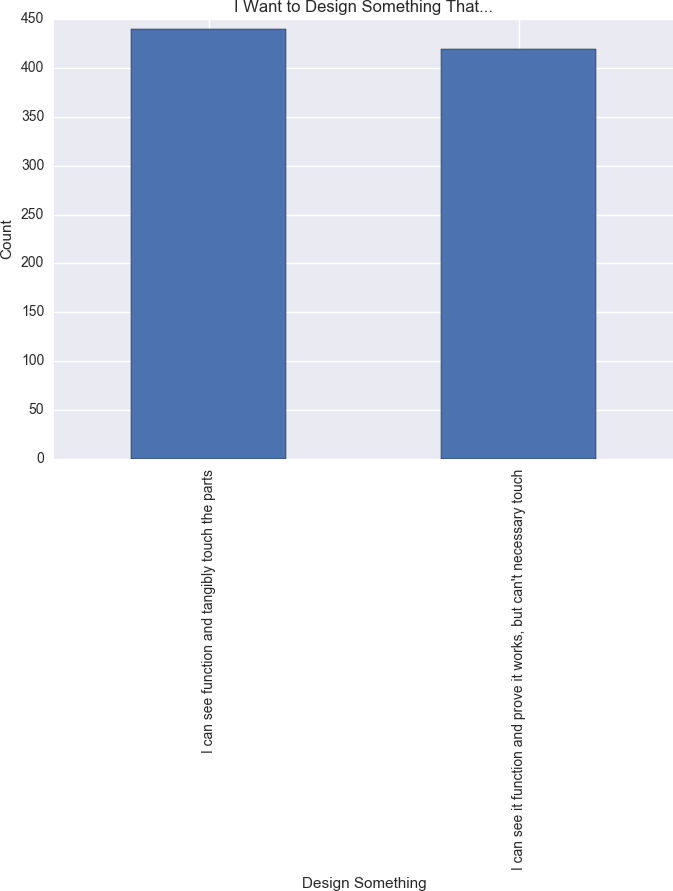 I Want to Design Something That...
450
400
350
300
250
200
150
100
50
0
Count
I can see function and tangibly touch the parts
I can see it function and prove it works, but can't necessary touch
Design Something